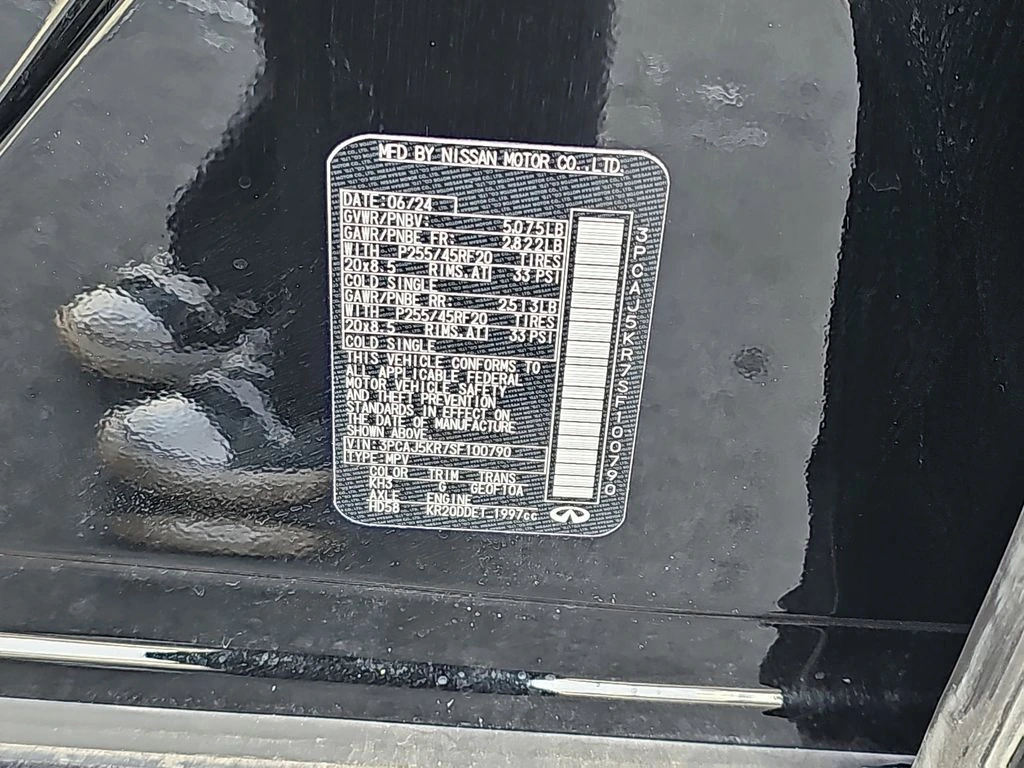 MFD BY NISSAN MOTOR CO.,LTD.
DATE:06/24
GVWR/PNBV: 5075LB
GAWR/PNBE FR: 2822LB
WITH P255/45RF20 TIRES
20x8.5 RIMS,AT 33 PSI
COLD SINGLE
GAWR/PNBE RR: 2513LB
WITH P255/45RF20 TIRES
20x8.5 RIMS,AT 33 PSI
COLD SINGLE
THIS VEHICLE CONFORMS TO
ALL APPLICABLE FEDERAL
MOTOR VEHICLE SAFETY
AND THEFT PREVENTION
STANDARDS IN EFFECT ON
THE DATE OF MANUFACTURE
SHOWN ABOVE.
VIN:3PCAJ5KR7SF100790
TYPE:MPV
COLOR TRIM TRANS
KH3 G GE0F10A
AXLE ENGINE
HD58 KR20DDET 1997cc
3PCAJ5KR7SF100790